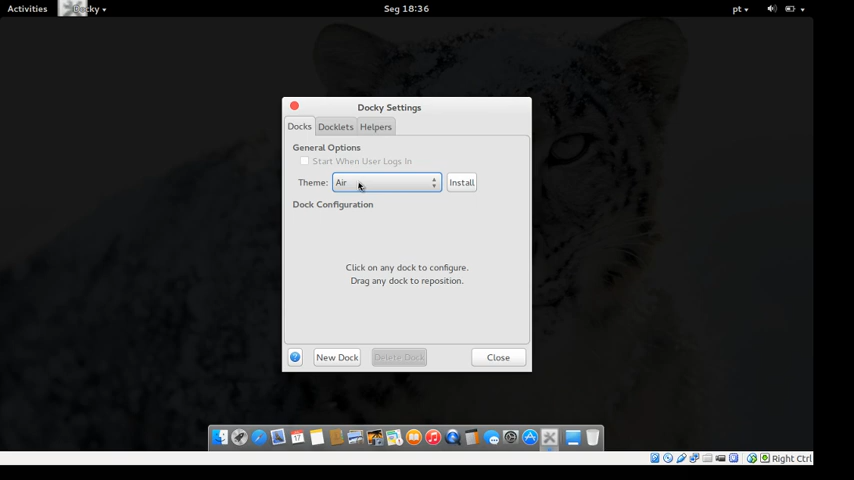 Activities
Docky
Seg 18:36
pt
Docky Settings
Docks Docklets Helpers
General Options
Start When User Logs In
Theme: Air Install
Dock Configuration
Click on any dock to configure.
Drag any dock to reposition.
? New Dock Delete Dock Close
17
Right Ctrl